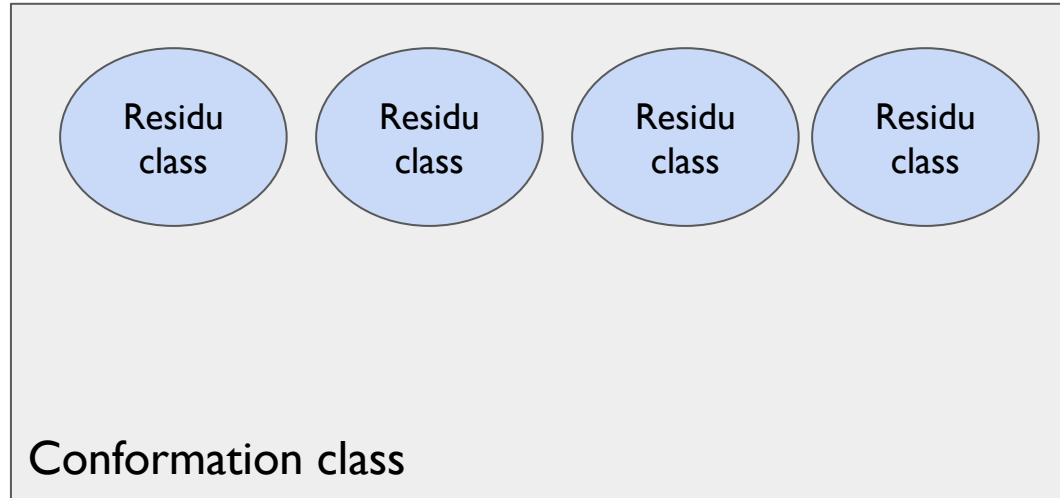 Residu
class
Residu
class
Residu
class
Residu
class
Conformation class